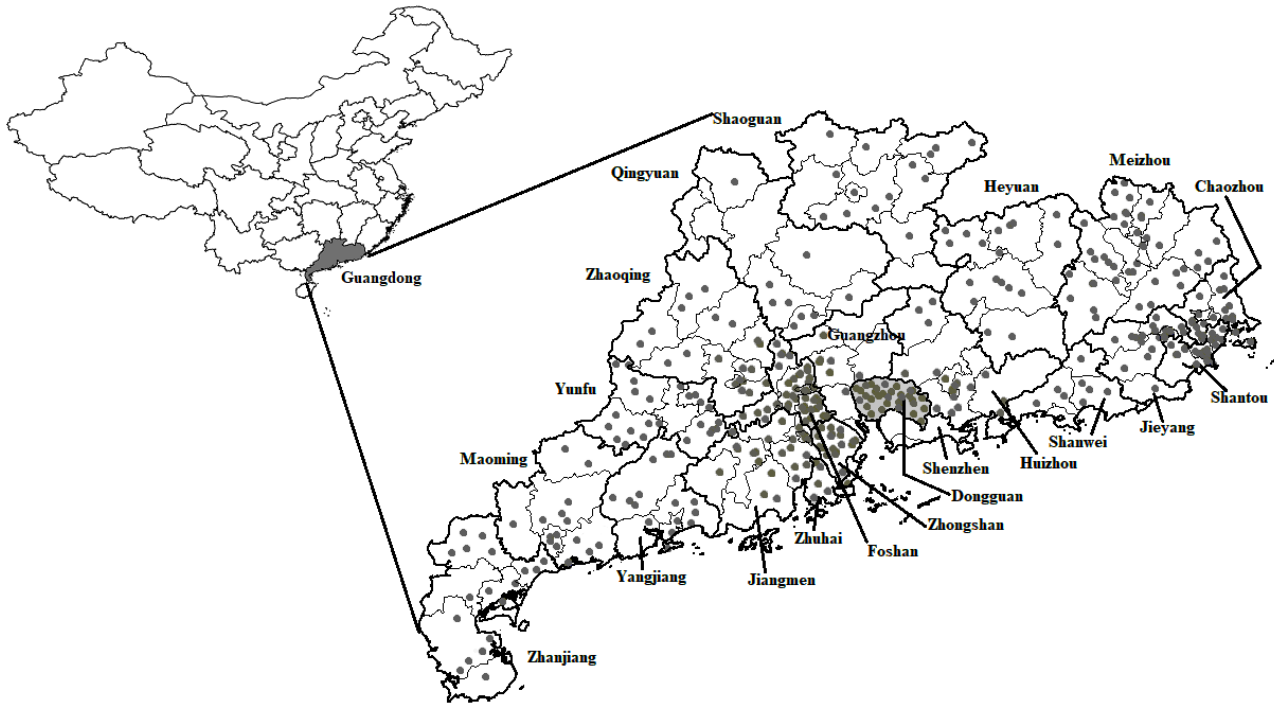 Shaoguan
Meizhou
Qingyuan
Heyuan
Chaozhou
Zhaoqing
Guangdong
Guangzhou
Yunfu
Shantou
Jieyang
Shanwei
Maoming
Huizhou
Shenzhen
Dongguan
Zhongshan
Zhuhai
Foshan
Yangjiang
Jiangmen
Zhanjiang